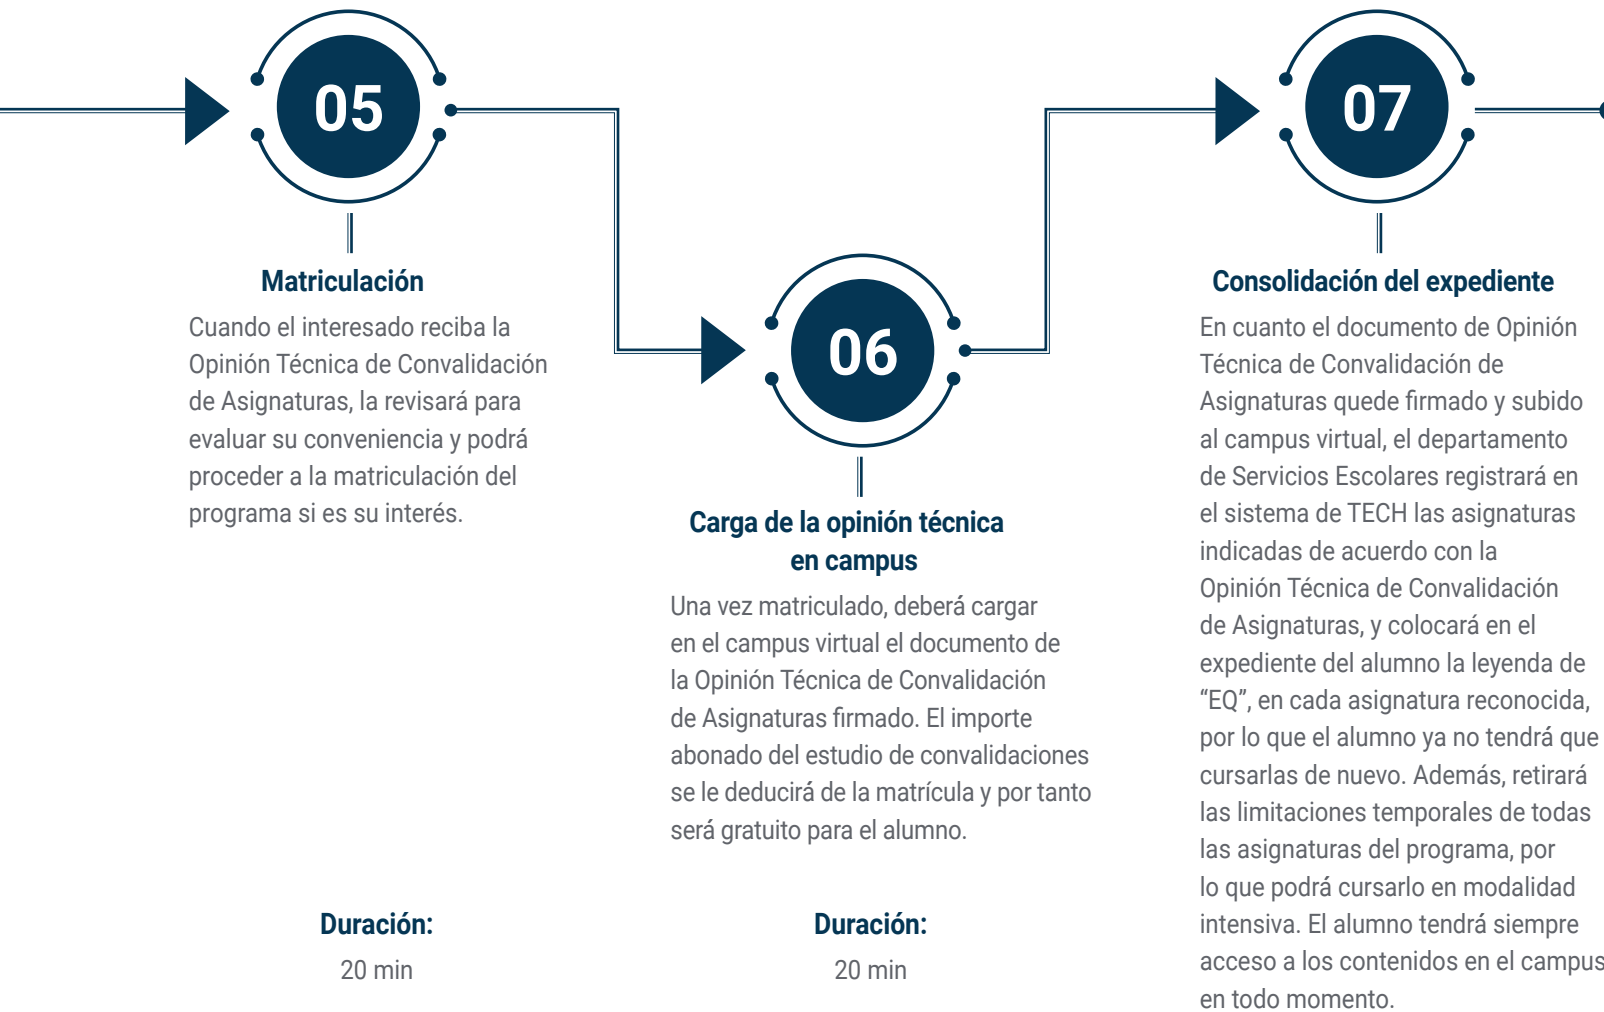 05
Matriculación
Cuando el interesado reciba la
Opinión Técnica de Convalidación
de Asignaturas, la revisará para
evaluar su conveniencia y podrá
proceder a la matriculación del
programa si es su interés.
Duración:
20 min
06
Carga de la opinión técnica
en campus
Una vez matriculado, deberá cargar
en el campus virtual el documento de
la Opinión Técnica de Convalidación
de Asignaturas firmado. El importe
abonado del estudio de convalidaciones
se le deducirá de la matrícula y por tanto
será gratuito para el alumno.
Duración:
20 min
07
Consolidación del expediente
En cuanto el documento de Opinión
Técnica de Convalidación de
Asignaturas quede firmado y subido
al campus virtual, el departamento
de Servicios Escolares registrará en
el sistema de TECH las asignaturas
indicadas de acuerdo con la
Opinión Técnica de Convalidación
de Asignaturas, y colocará en el
expediente del alumno la leyenda de
“EQ”, en cada asignatura reconocida,
por lo que el alumno ya no tendrá que
cursarlas de nuevo. Además, retirará
las limitaciones temporales de todas
las asignaturas del programa, por
lo que podrá cursarlo en modalidad
intensiva. El alumno tendrá siempre
acceso a los contenidos en el campus
en todo momento.